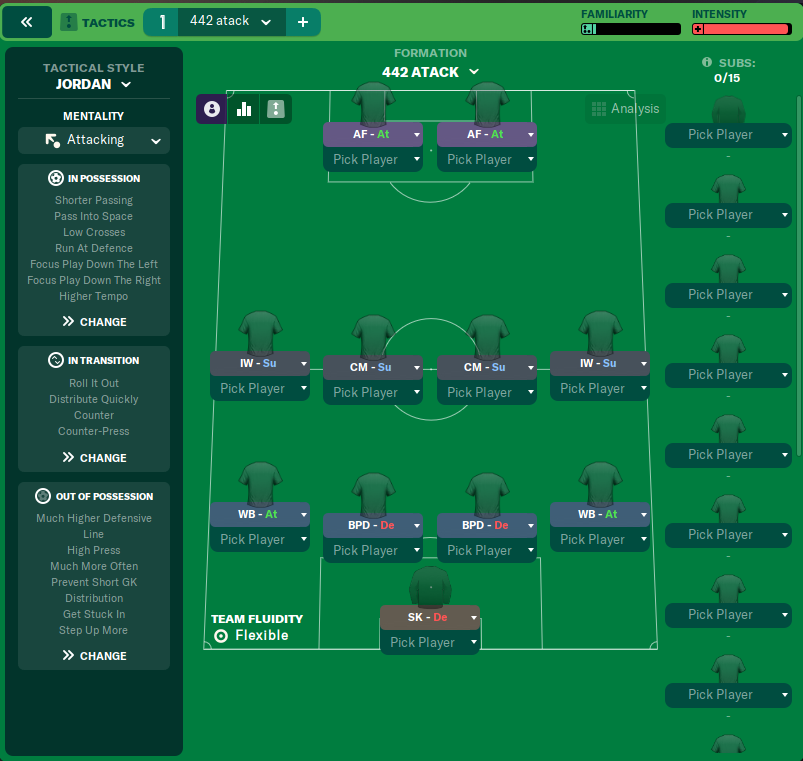 TACTICS
1
442 atack
+
FAMILIARITY
INTENSITY
TACTICAL STYLE
JORDAN
MENTALITY
Attacking
IN POSSESSION
Shorter Passing
Pass Into Space
Low Crosses
Run At Defence
Focus Play Down The Left
Focus Play Down The Right
Higher Tempo
CHANGE
IN TRANSITION
Roll It Out
Distribute Quickly
Counter
Counter-Press
CHANGE
OUT OF POSSESSION
Much Higher Defensive
Line
High Press
Much More Often
Prevent Short GK
Distribution
Get Stuck In
Step Up More
CHANGE
FORMATION
442 ATACK
Analysis
AF - At
AF - At
Pick Player
Pick Player
IW - Su
CM - Su
CM - Su
IW - Su
Pick Player
Pick Player
Pick Player
Pick Player
WB - At
BPD - De
BPD - De
WB - At
Pick Player
Pick Player
Pick Player
Pick Player
SK - De
Pick Player
TEAM FLUIDITY
Flexible
SUBS:
0/15
Pick Player
-
Pick Player
-
Pick Player
-
Pick Player
-
Pick Player
-
Pick Player
-
Pick Player
-
Pick Player
-